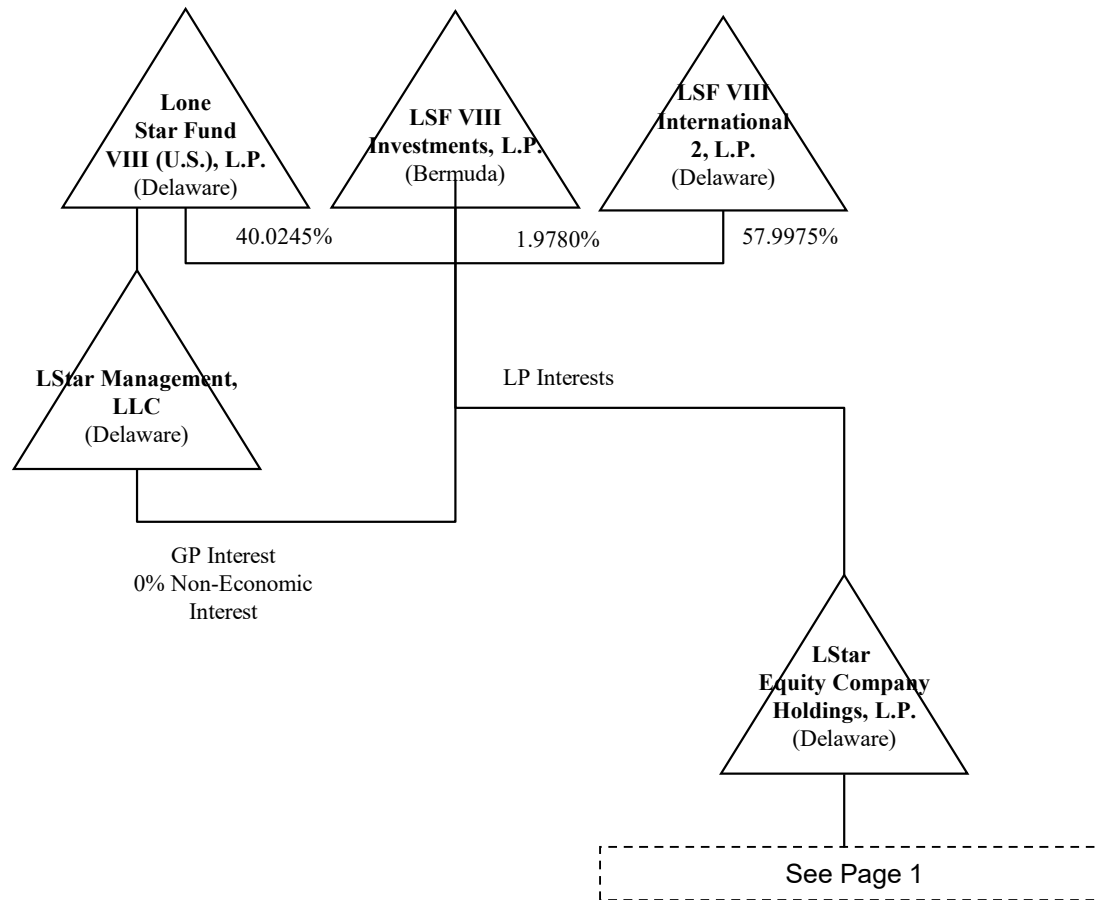 Lone
Star Fund
VIII (U.S.), L.P.
(Delaware)
LSF VIII
Investments, L.P.
(Bermuda)
LSF VIII
International
2, L.P.
(Delaware)
40.0245%
1.9780%
57.9975%
LStar Management,
LLC
(Delaware)
LP Interests
GP Interest
0% Non-Economic
Interest
LStar
Equity Company
Holdings, L.P.
(Delaware)
See Page 1